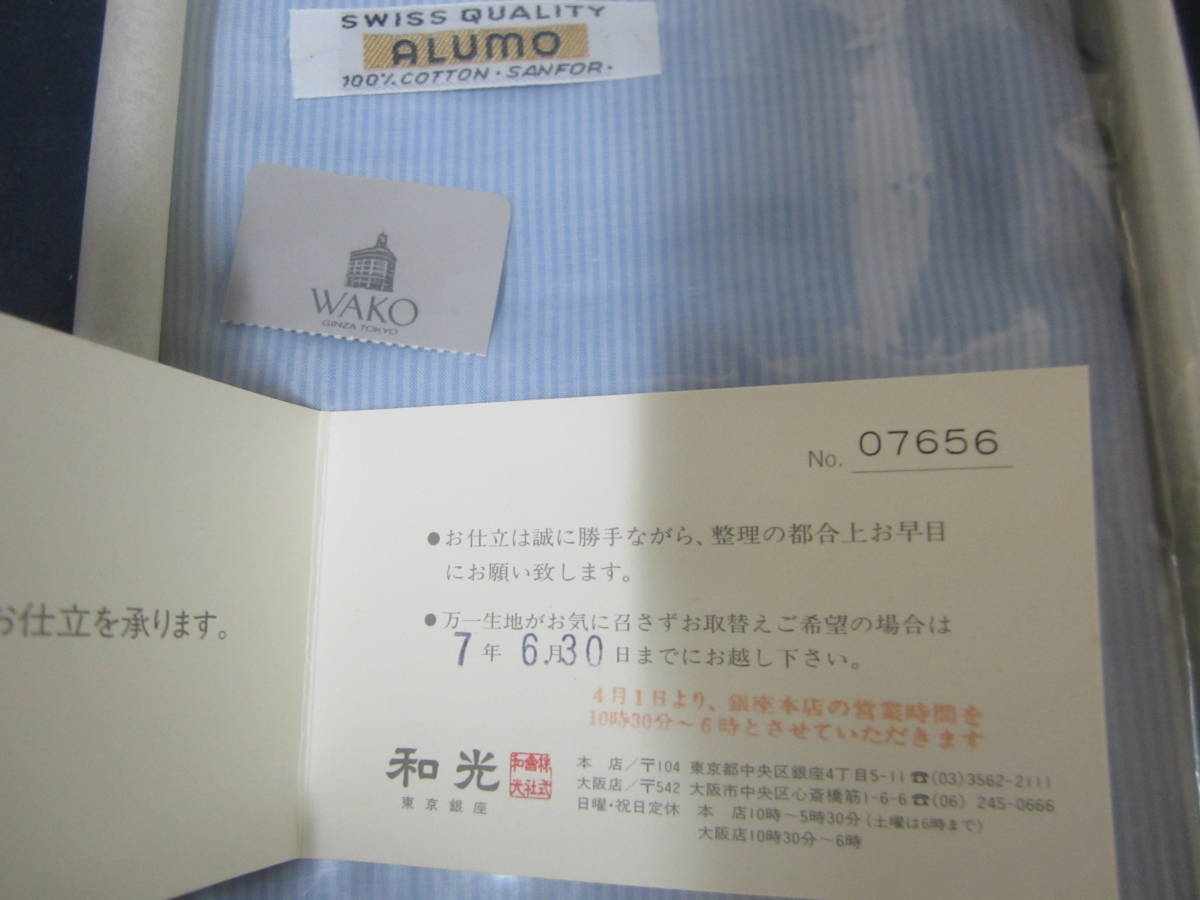 SWISS QUALITY
ALUMO
100% COTTON · SANFOR ·
WAKO
GINZA TOKYO
お仕立を承ります。
No. 07656
●お仕立は誠に勝手ながら、整理の都合上お早目
にお願い致します。
●万一生地がお気に召さずお取替えご希望の場合は
7年 6月30日までにお越し下さい。
4月1日より、銀座本店の営業時間を
10時30分～6時とさせていただきます
和光
東京銀座
株式會社和光
本 店/〒104 東京都中央区銀座4丁目5-11☎(03)3562-2111
大阪店/〒542 大阪市中央区心斎橋筋1-6-6☎(06) 245-0666
日曜・祝日定休 本 店10時～5時30分(土曜は6時まで)
大阪店10時30分～6時